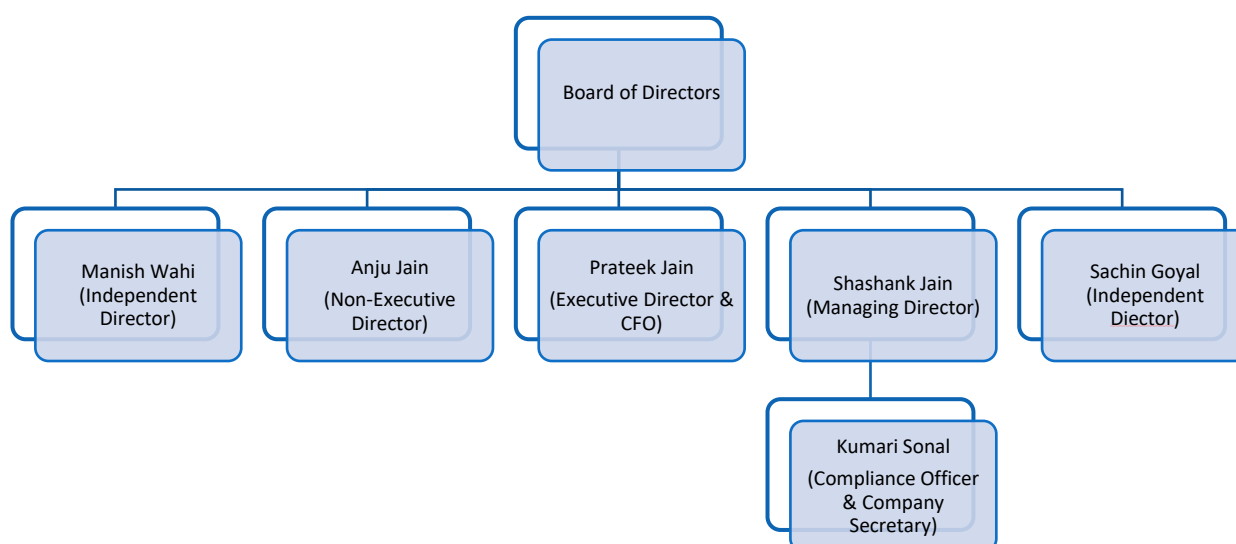 Board of Directors
Manish Wahi
(Independent
Director)
Anju Jain
(Non-Executive
Director)
Prateek Jain
(Executive Director &
CFO)
Shashank Jain
(Managing Director)
Sachin Goyal
(Independent
Diector)
Kumari Sonal
(Compliance Officer
& Company
Secretary)